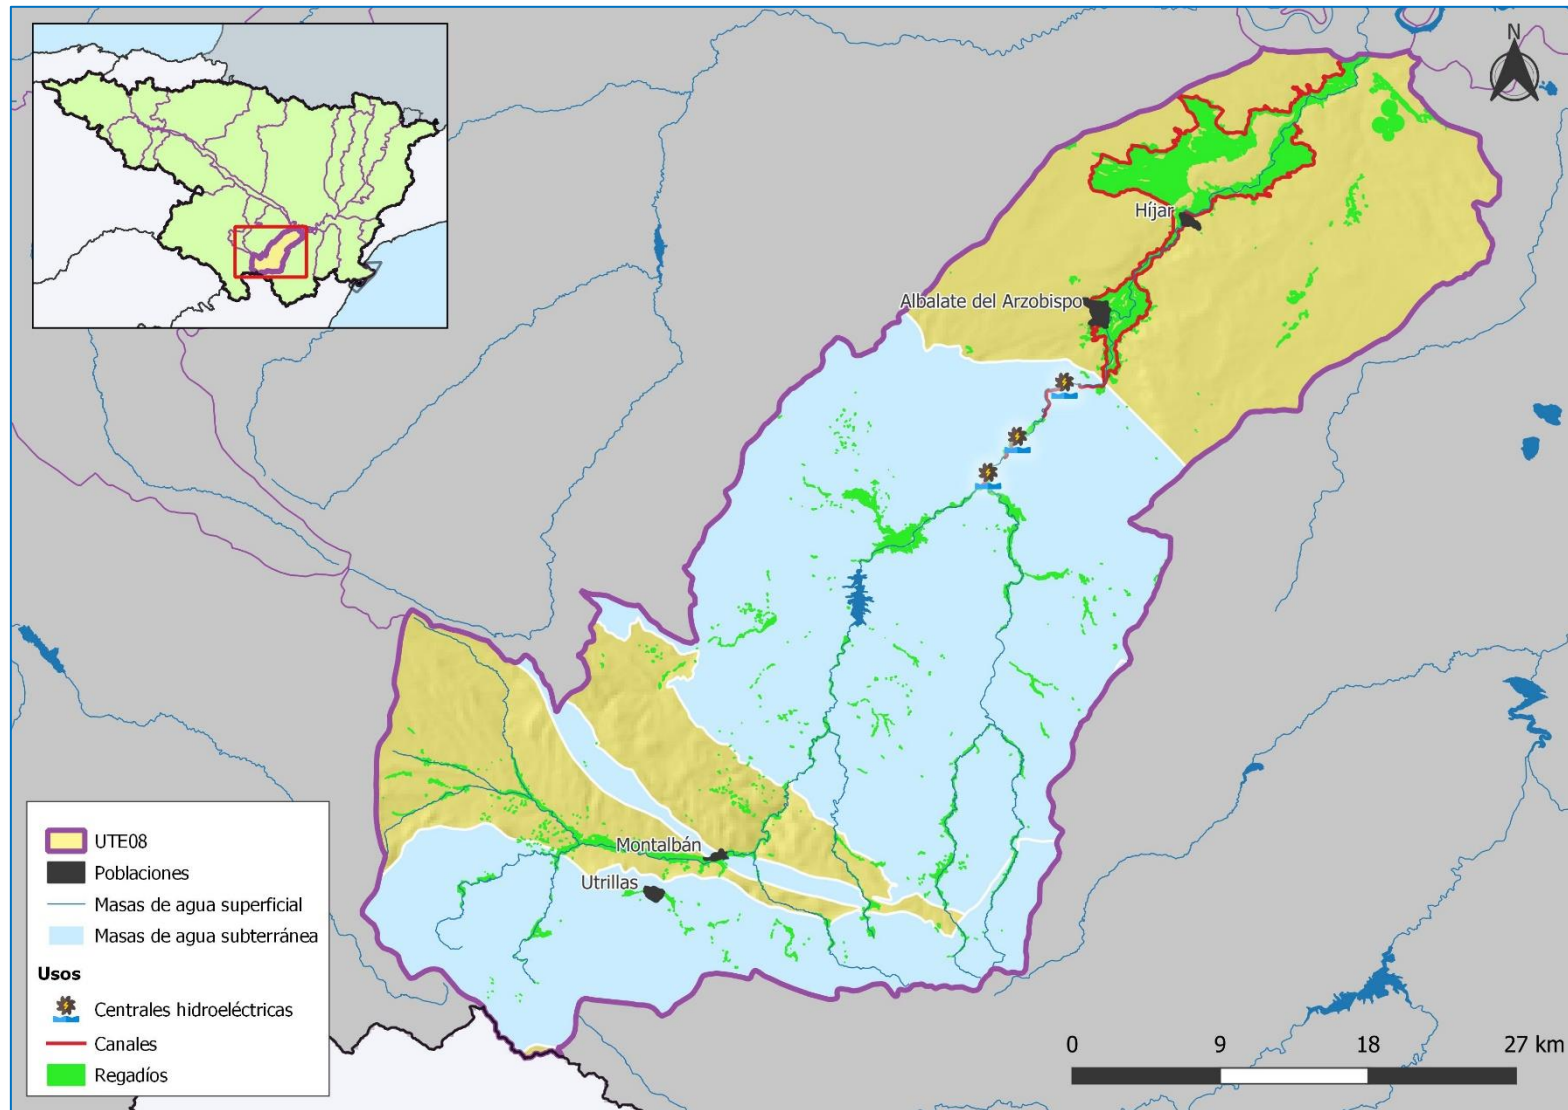 N
Híjar
Albalate del Arzobispo
Montalbán
Utrillas
UTE08
Poblaciones
Masas de agua superficial
Masas de agua subterránea
Usos
Centrales hidroeléctricas
Canales
Regadíos
0 9 18 27 km